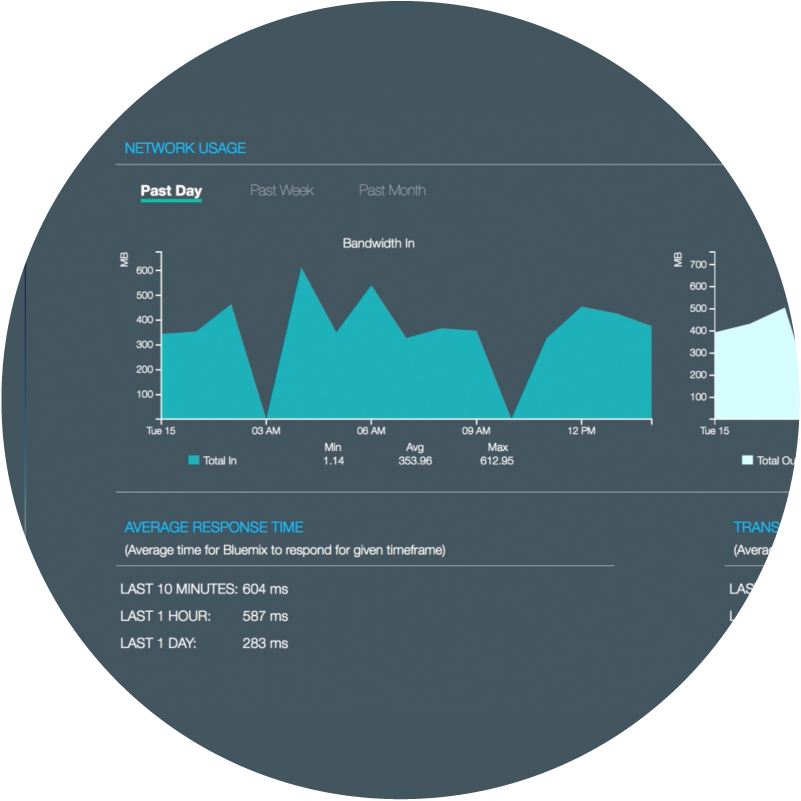 NETWORK USAGE
Past Day Past Week Past Month
Bandwidth In
MB
600
500
400
300
200
100
Tue 15 03 AM 06 AM 09 AM 12 PM
Min Avg Max
Total In 1.14 353.96 612.95
MB
700
600
500
400
300
200
100
Tue 15
Total Ou
AVERAGE RESPONSE TIME
(Average time for Bluemix to respond for given timeframe)
LAST 10 MINUTES: 604 ms
LAST 1 HOUR: 587 ms
LAST 1 DAY: 283 ms
TRANS
(Avera
LAS